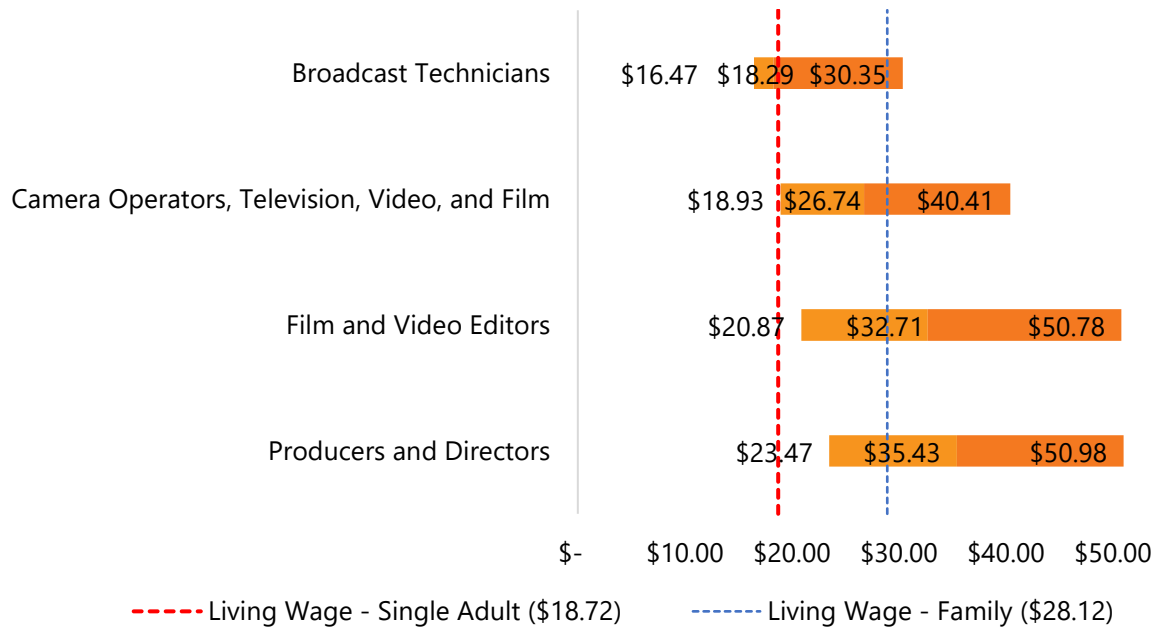 Broadcast Technicians $16.47 $18.29 $30.35
Camera Operators, Television, Video, and Film $18.93 $26.74 $40.41
Film and Video Editors $20.87 $32.71 $50.78
Producers and Directors $23.47 $35.43 $50.98
$- $10.00 $20.00 $30.00 $40.00 $50.00
Living Wage - Single Adult ($18.72) Living Wage - Family ($28.12)